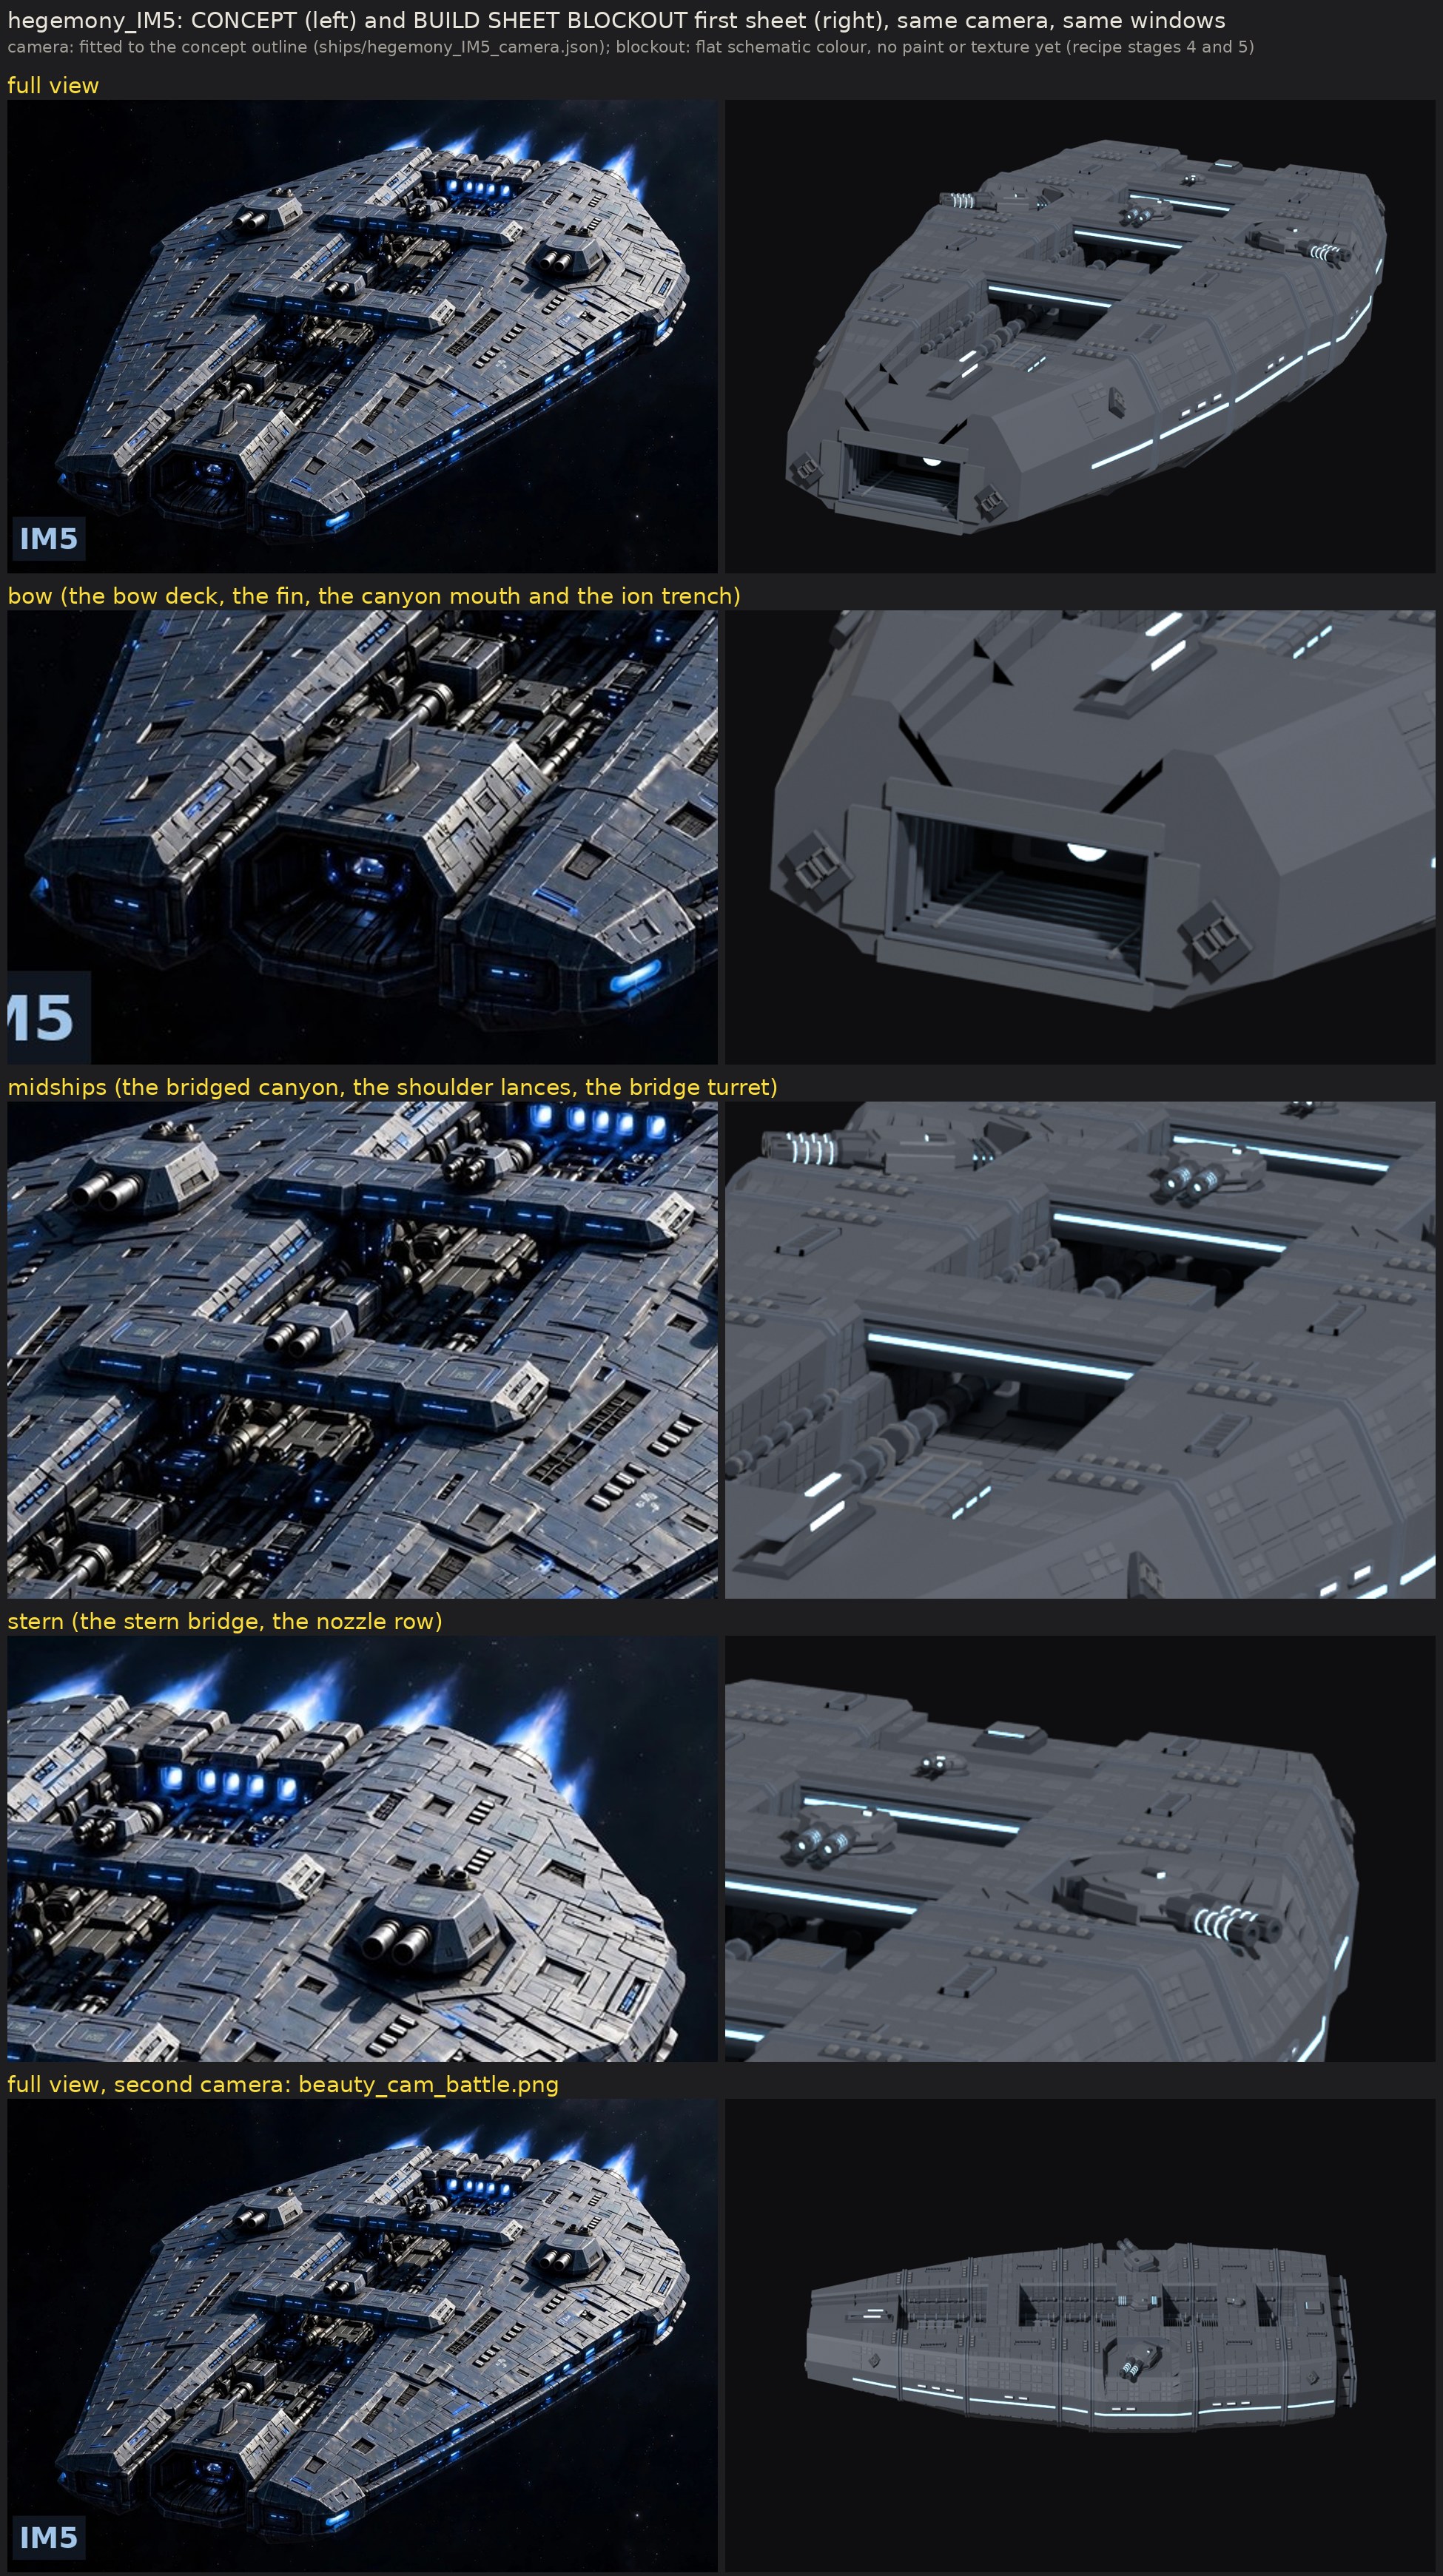 hegemony_IM5: CONCEPT (left) and BUILD SHEET BLOCKOUT first sheet (right), same camera, same windows
camera: fitted to the concept outline (ships/hegemony_IM5_camera.json); blockout: flat schematic colour, no paint or texture yet (recipe stages 4 and 5)
full view
IM5
bow (the bow deck, the fin, the canyon mouth and the ion trench)
M5
midships (the bridged canyon, the shoulder lances, the bridge turret)
stern (the stern bridge, the nozzle row)
full view, second camera: beauty_cam_battle.png
IM5